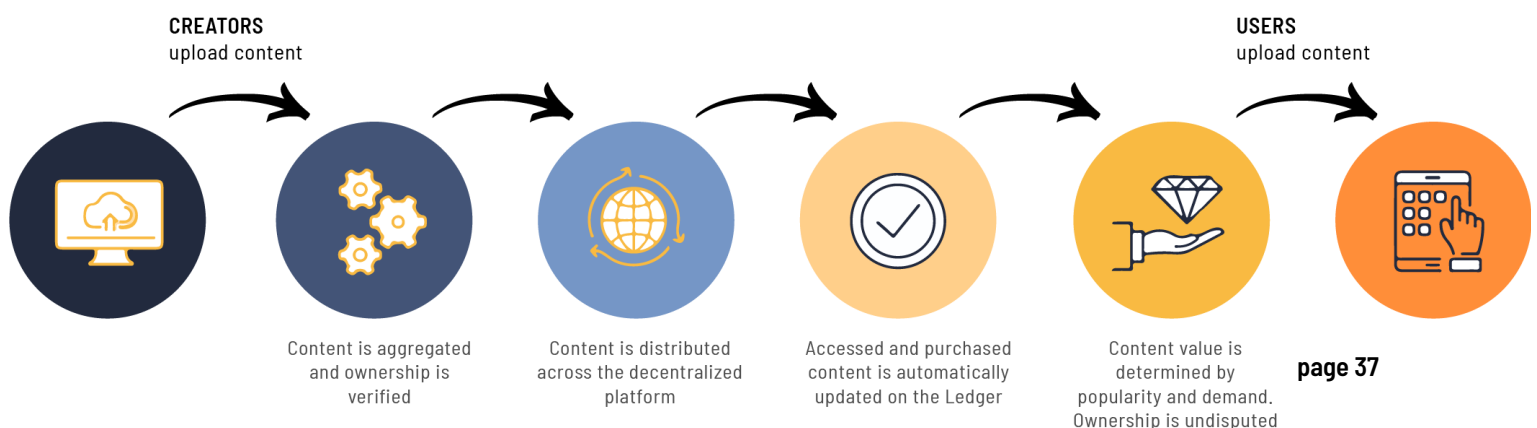 CREATORS
upload content
USERS
upload content
Content is aggregated
and ownership is
verified
Content is distributed
across the decentralized
platform
Accessed and purchased
content is automatically
updated on the Ledger
Content value is
determined by
popularity and demand.
Ownership is undisputed
page 37